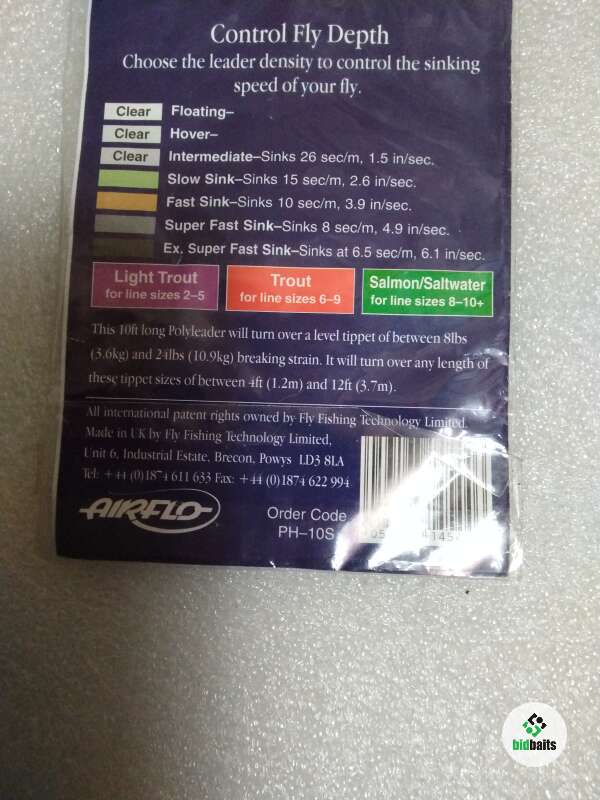 Control Fly Depth
Choose the leader density to control the sinking
speed of your fly.
Clear Floating–
Clear Hover–
Clear Intermediate–Sinks 26 sec/m, 1.5 in/sec.
Slow Sink–Sinks 15 sec/m, 2.6 in/sec.
Fast Sink–Sinks 10 sec/m, 3.9 in/sec.
Super Fast Sink–Sinks 8 sec/m, 4.9 in/sec.
Ex. Super Fast Sink–Sinks at 6.5 sec/m, 6.1 in/sec.
Light Trout
for line sizes 2–5
Trout
for line sizes 6–9
Salmon/Saltwater
for line sizes 8–10+
This 10ft long Polyleader will turn over a level tippet of between 8lbs
(3.6kg) and 24lbs (10.9kg) breaking strain. It will turn over any length of
these tippet sizes of between 4ft (1.2m) and 12ft (3.7m).
All international patent rights owned by Fly Fishing Technology Limited.
Made in UK by Fly Fishing Technology Limited,
Unit 6, Industrial Estate, Brecon, Powys LD3 8LA
Tel: +44 (0)1874 611 633 Fax: +44 (0)1874 622 994
AIRFLO
Order Code
PH–10S
bidbaits